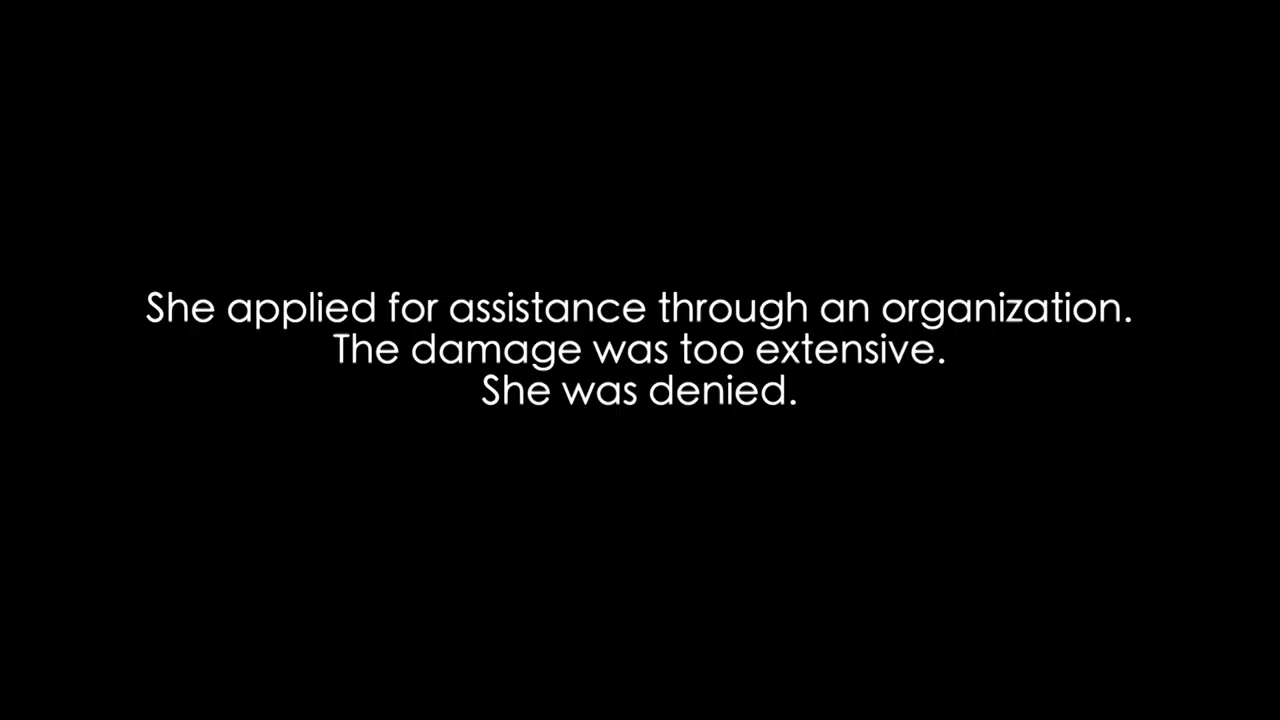 She applied for assistance through an organization.
The damage was too extensive.
She was denied.